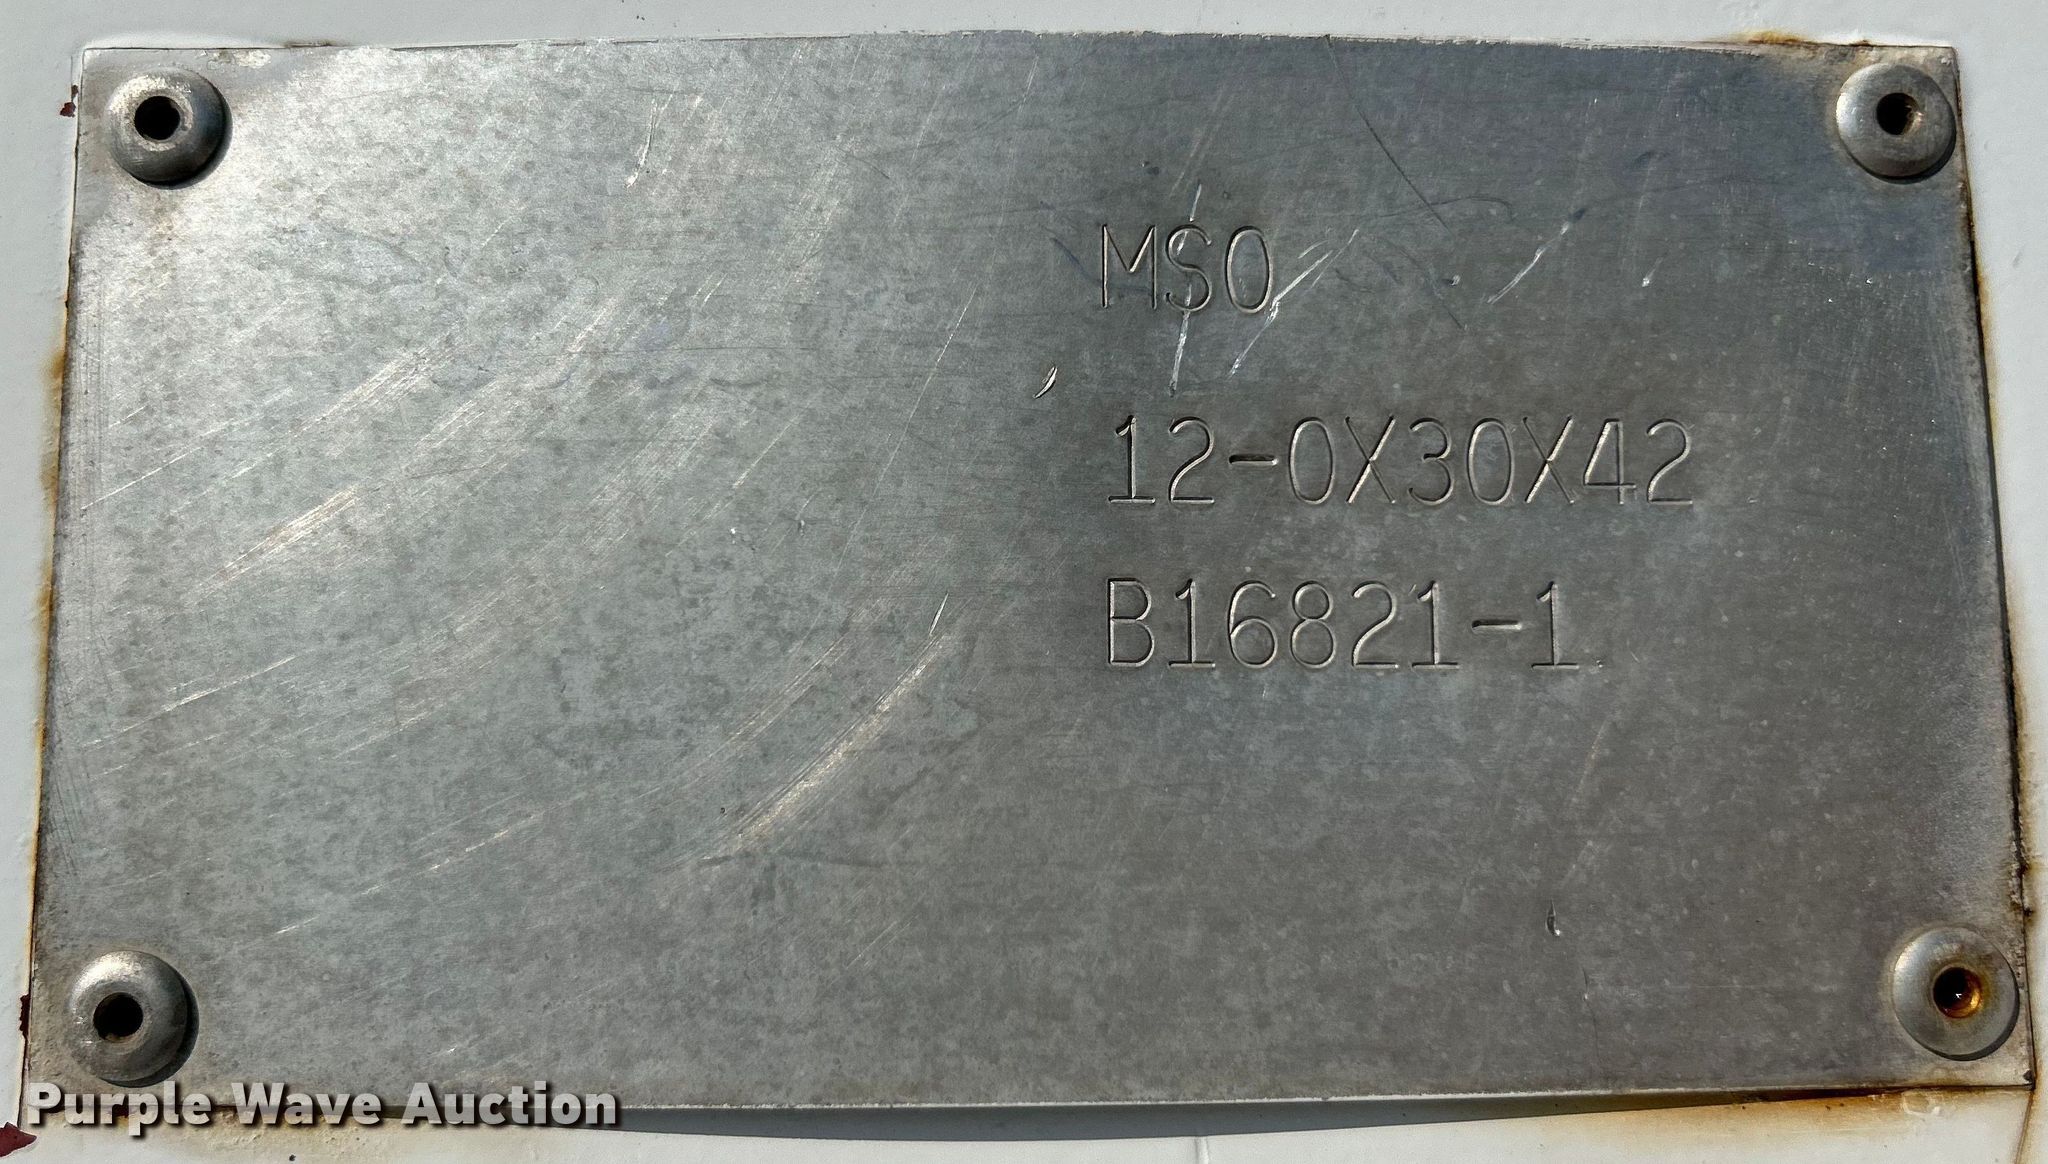 MSO
12-0X30X42
B16821-1
Purple Wave Auction